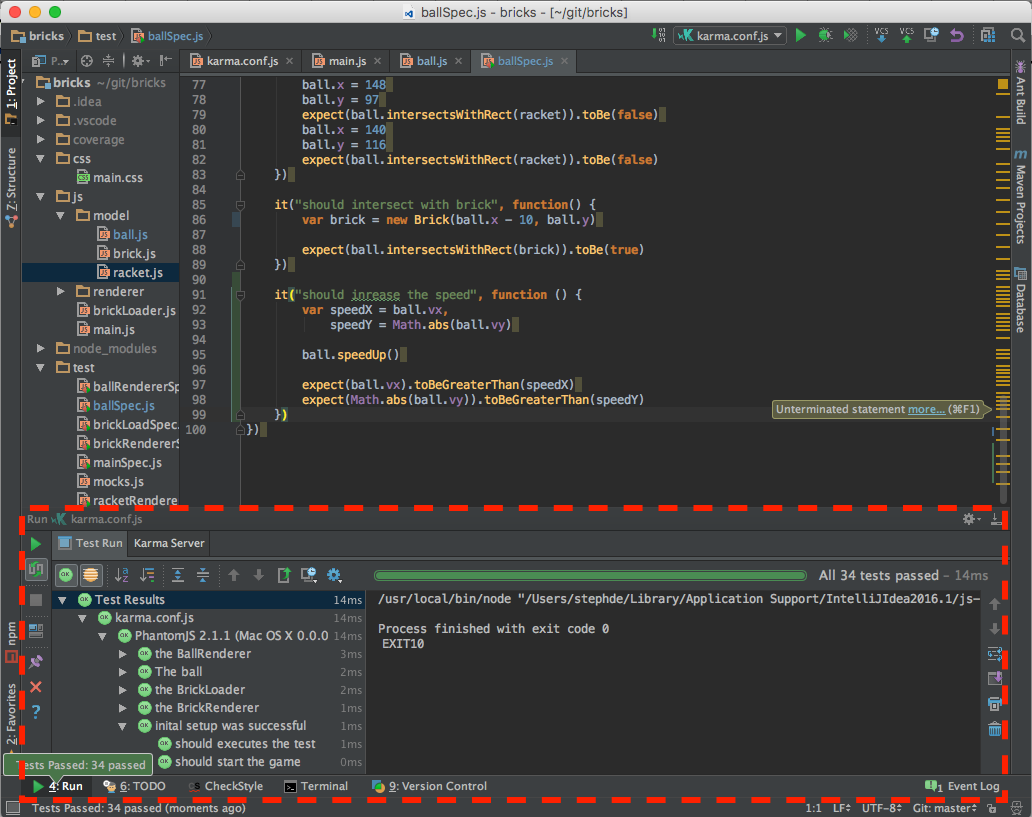 ballSpec.js - bricks - [~/git/bricks]
bricks test ballSpec.js karma.conf.js VCS VCS
1: Project
Z: Structure
npm
2: Favorites
P...
bricks ~/git/bricks
.idea
.vscode
coverage
css
main.css
js
model
ball.js
brick.js
racket.js
renderer
brickLoader.js
main.js
node_modules
test
ballRendererSp
ballSpec.js
brickLoadSpec.
brickRendererS
mainSpec.js
mocks.js
racketRendere
karma.conf.js main.js ball.js ballSpec.js
77 ball.x = 148
78 ball.y = 97
79 expect(ball.intersectsWithRect(racket)).toBe(false)
80 ball.x = 140
81 ball.y = 116
82 expect(ball.intersectsWithRect(racket)).toBe(false)
83 })
84
85 it("should intersect with brick", function() {
86 var brick = new Brick(ball.x - 10, ball.y)
87
88 expect(ball.intersectsWithRect(brick)).toBe(true)
89 })
90
91 it("should inrease the speed", function () {
92 var speedX = ball.vx,
93 speedY = Math.abs(ball.vy)
94
95 ball.speedUp()
96
97 expect(ball.vx).toBeGreaterThan(speedX)
98 expect(Math.abs(ball.vy)).toBeGreaterThan(speedY)
99 })
100 })
Unterminated statement more... (⌘F1)
Ant Build
Maven Projects
Database
Run karma.conf.js
Test Run Karma Server
All 34 tests passed – 14ms
Test Results 14ms
karma.conf.js 14ms
PhantomJS 2.1.1 (Mac OS X 0.0.0 14ms
the BallRenderer 3ms
The ball 2ms
the BrickLoader 2ms
the BrickRenderer 1ms
inital setup was successful 1ms
should executes the test 1ms
should start the game 0ms
/usr/local/bin/node "/Users/stephde/Library/Application Support/IntelliJIdea2016.1/js-
Process finished with exit code 0
EXIT10
Tests Passed: 34 passed
4: Run 6: TODO CheckStyle Terminal 9: Version Control 1 Event Log
Tests Passed: 34 passed (moments ago) 1:1 LF UTF-8 Git: master